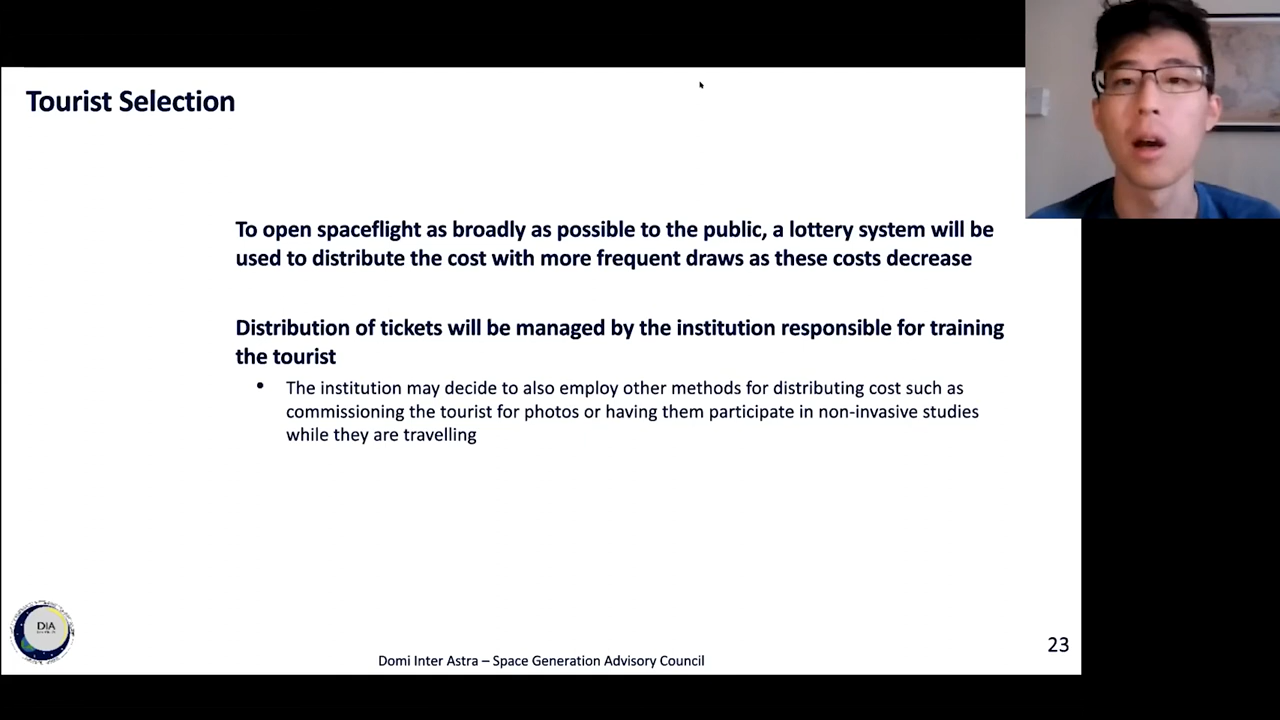 Tourist Selection
To open spaceflight as broadly as possible to the public, a lottery system will be
used to distribute the cost with more frequent draws as these costs decrease
Distribution of tickets will be managed by the institution responsible for training
the tourist
• The institution may decide to also employ other methods for distributing cost such as
commissioning the tourist for photos or having them participate in non-invasive studies
while they are travelling
DIA
23
Domi Inter Astra – Space Generation Advisory Council